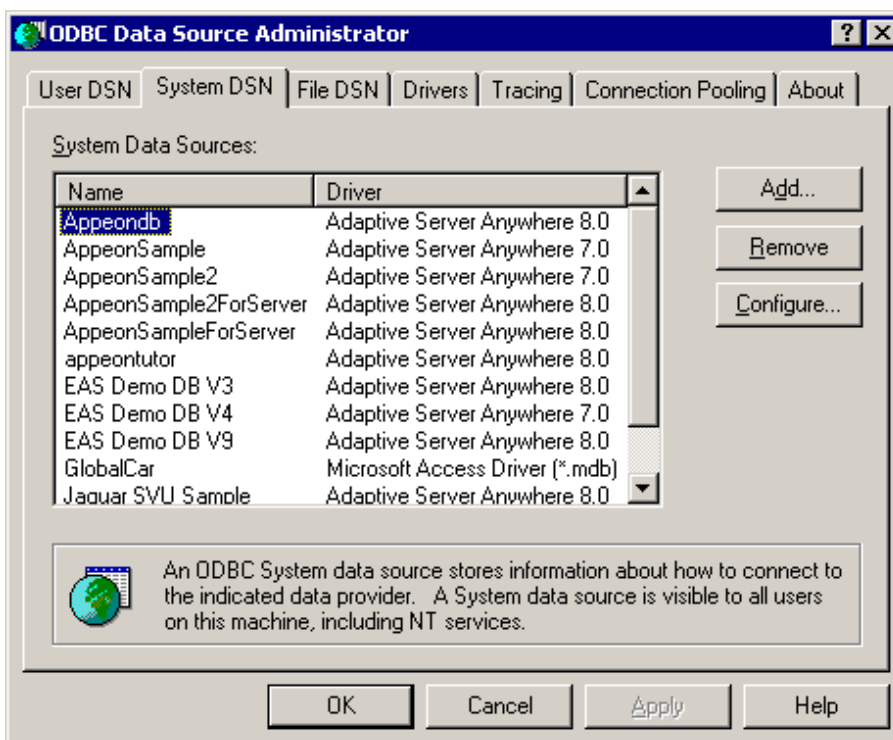 ODBC Data Source Administrator
User DSN System DSN File DSN Drivers Tracing Connection Pooling About
System Data Sources:
Name Driver
Appeondb Adaptive Server Anywhere 8.0
AppeonSample Adaptive Server Anywhere 7.0
AppeonSample2 Adaptive Server Anywhere 7.0
AppeonSample2ForServer Adaptive Server Anywhere 8.0
AppeonSampleForServer Adaptive Server Anywhere 8.0
appeontutor Adaptive Server Anywhere 8.0
EAS Demo DB V3 Adaptive Server Anywhere 8.0
EAS Demo DB V4 Adaptive Server Anywhere 7.0
EAS Demo DB V9 Adaptive Server Anywhere 8.0
GlobalCar Microsoft Access Driver (*.mdb)
Jaguar SVU Sample Adaptive Server Anywhere 8.0
Add...
Remove
Configure...
An ODBC System data source stores information about how to connect to
the indicated data provider. A System data source is visible to all users
on this machine, including NT services.
OK Cancel Apply Help